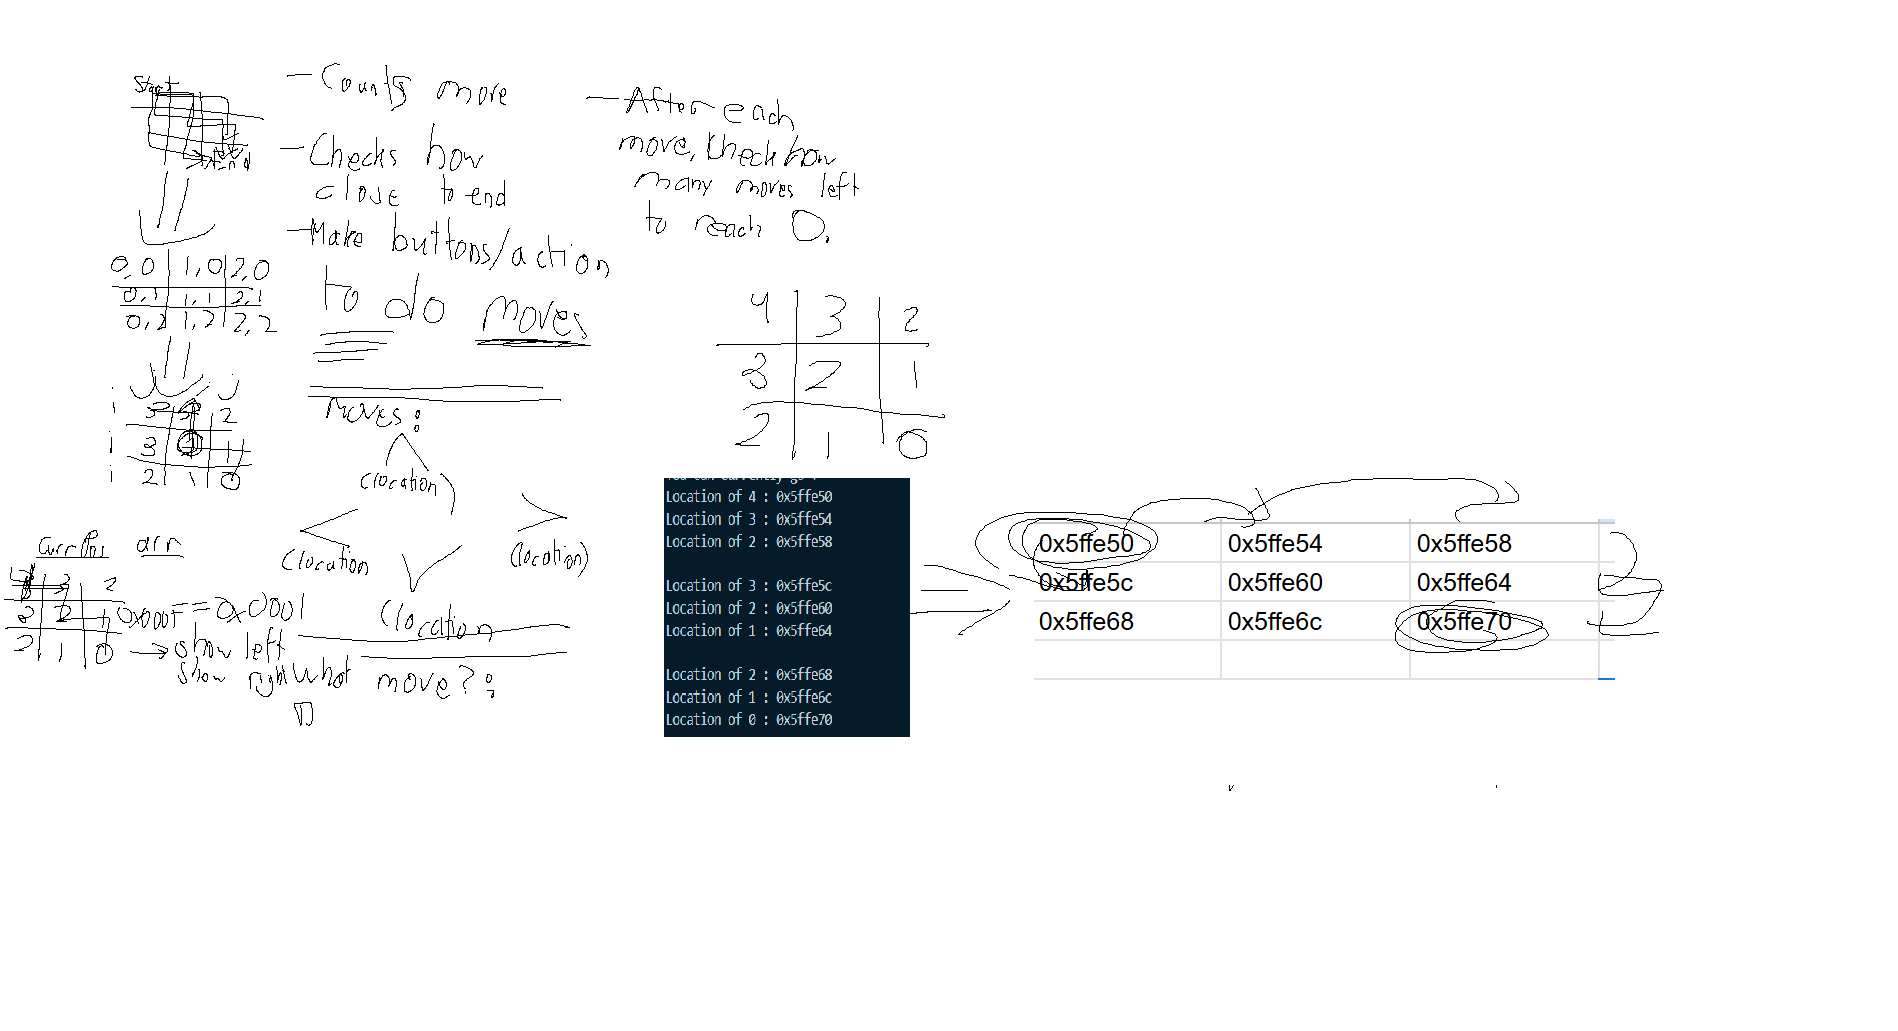 Start
End
- Counts move
- Checks how
close to end
- Make buttons/action
to do moves
- After each
move, check how
many moves left
to reach 0.
0,0 1,0 2,0
0,1 1,1 2,1
0,2 1,2 2,2
j j
i 3 2
i 3 1
i 2 1 0
Moves:
(location)
(location
(location)
(location
What move?:
4 3 2
3 2 1
2 1 0
CurrPos arr
3 2
3 2 1
2 1 0
0x0001 == 0x0001
→ show left
show right
Location of 4 : 0x5ffe50
Location of 3 : 0x5ffe54
Location of 2 : 0x5ffe58
Location of 3 : 0x5ffe5c
Location of 2 : 0x5ffe60
Location of 1 : 0x5ffe64
Location of 2 : 0x5ffe68
Location of 1 : 0x5ffe6c
Location of 0 : 0x5ffe70
0x5ffe50 0x5ffe54 0x5ffe58
0x5ffe5c 0x5ffe60 0x5ffe64
0x5ffe68 0x5ffe6c 0x5ffe70